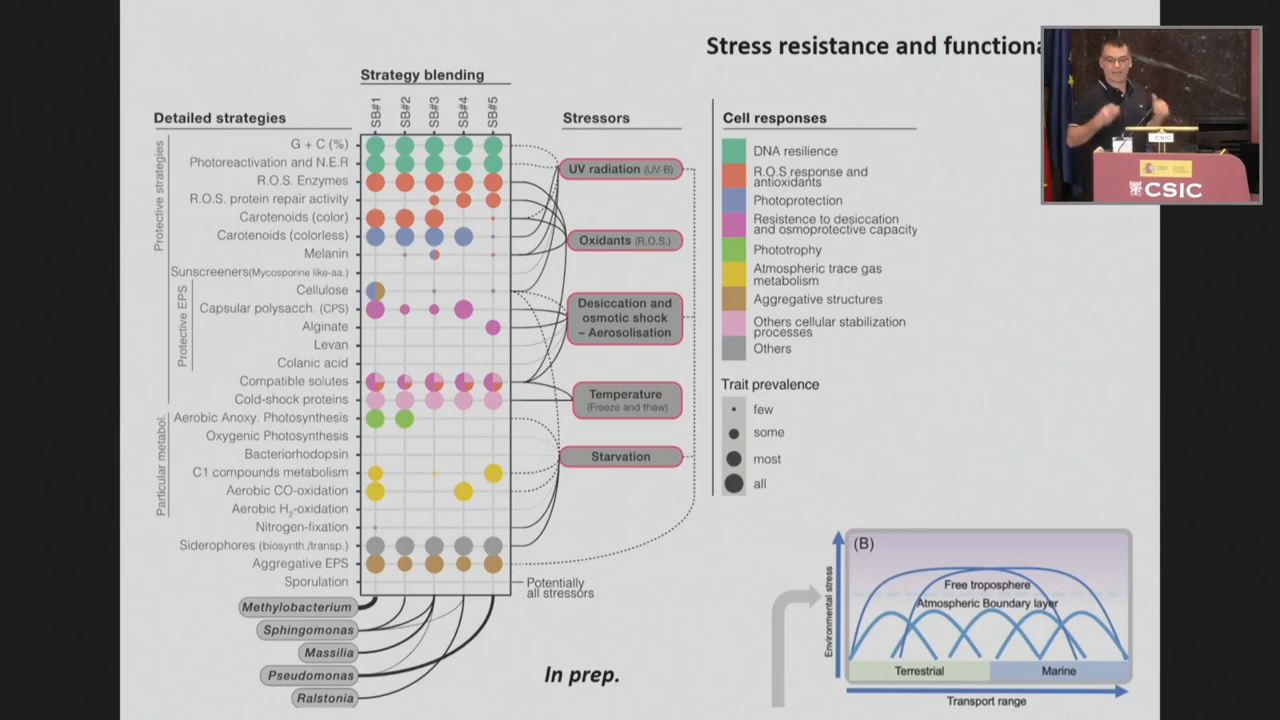 Stress resistance and functiona
Strategy blending
Detailed strategies
SB#1
SB#2
SB#3
SB#4
SB#5
Stressors
Cell responses
Protective strategies
G + C (%)
Photoreactivation and N.E.R
R.O.S. Enzymes
R.O.S. protein repair activity
Carotenoids (color)
Carotenoids (colorless)
Melanin
Sunscreeners(Mycosporine like-aa.)
Protective EPS
Cellulose
Capsular polysacch. (CPS)
Alginate
Levan
Colanic acid
Compatible solutes
Cold-shock proteins
Particular metabol.
Aerobic Anoxy. Photosynthesis
Oxygenic Photosynthesis
Bacteriorhodopsin
C1 compounds metabolism
Aerobic CO-oxidation
Aerobic H2-oxidation
Nitrogen-fixation
Siderophores (biosynth./transp.)
Aggregative EPS
Sporulation
Potentially
all stressors
Methylobacterium
Sphingomonas
Massilia
Pseudomonas
Ralstonia
UV radiation (UV-B)
Oxidants (R.O.S.)
Desiccation and
osmotic shock
– Aerosolisation
Temperature
(Freeze and thaw)
Starvation
DNA resilience
R.O.S response and
antioxidants
Photoprotection
Resistance to desiccation
and osmoprotective capacity
Phototrophy
Atmospheric trace gas
metabolism
Aggregative structures
Others cellular stabilization
processes
Others
Trait prevalence
few
some
most
all
In prep.
(B)
Environmental stress
Free troposphere
Atmospheric Boundary layer
Terrestrial
Marine
Transport range
CSIC
CSIC